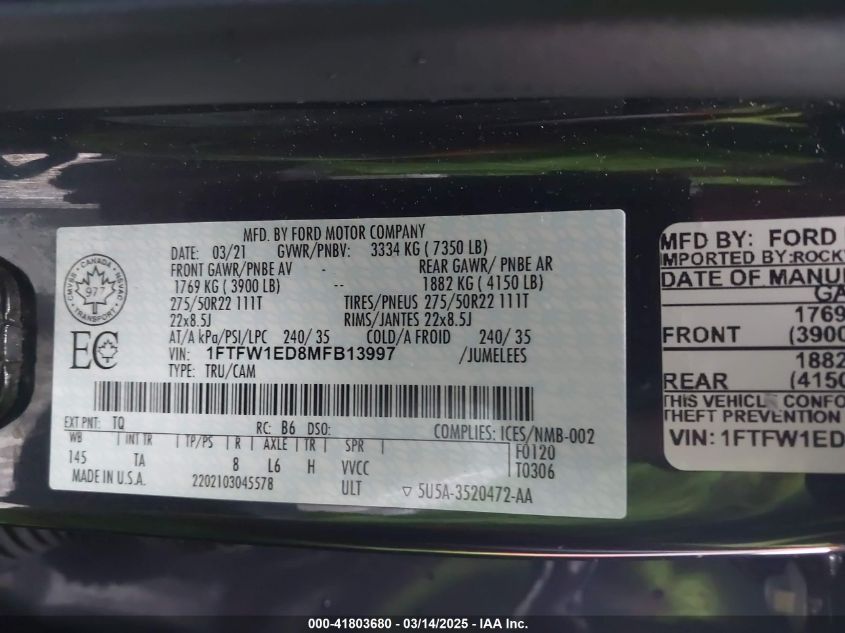 MFD. BY FORD MOTOR COMPANY
DATE: 03/21 GVWR/PNBV: 3334 KG ( 7350 LB)
FRONT GAWR/PNBE AV - REAR GAWR/ PNBE AR
1769 KG ( 3900 LB) -- 1882 KG ( 4150 LB)
275/50R22 111T TIRES/PNEUS 275/50R22 111T
22x8.5J RIMS/JANTES 22x8.5J
AT/A kPa/PSI/LPC 240/ 35 COLD/A FROID 240/ 35
VIN: 1FTFW1ED8MFB13997 /JUMELEES
TYPE: TRU/CAM
CANADA
CMVSS NSVAC
977
TRANSPORT
EC
EXT PNT: TQ RC: B6 DSO: COMPLIES: ICES/NMB-002
WB INT TR TP/PS R AXLE TR SPR F0120
145 TA 8 L6 H VVCC T0306
MADE IN U.S.A. 2202103045578 ULT ▽ 5U5A-3520472-AA
MFD BY: FORD
IMPORTED BY:
DATE OF
1769
FRONT (3900
1882
REAR (4150
THIS VEHICLE
THEFT PREVENTION
VIN: 1FTFW1ED
000-41803680 - 03/14/2025 - IAA Inc.